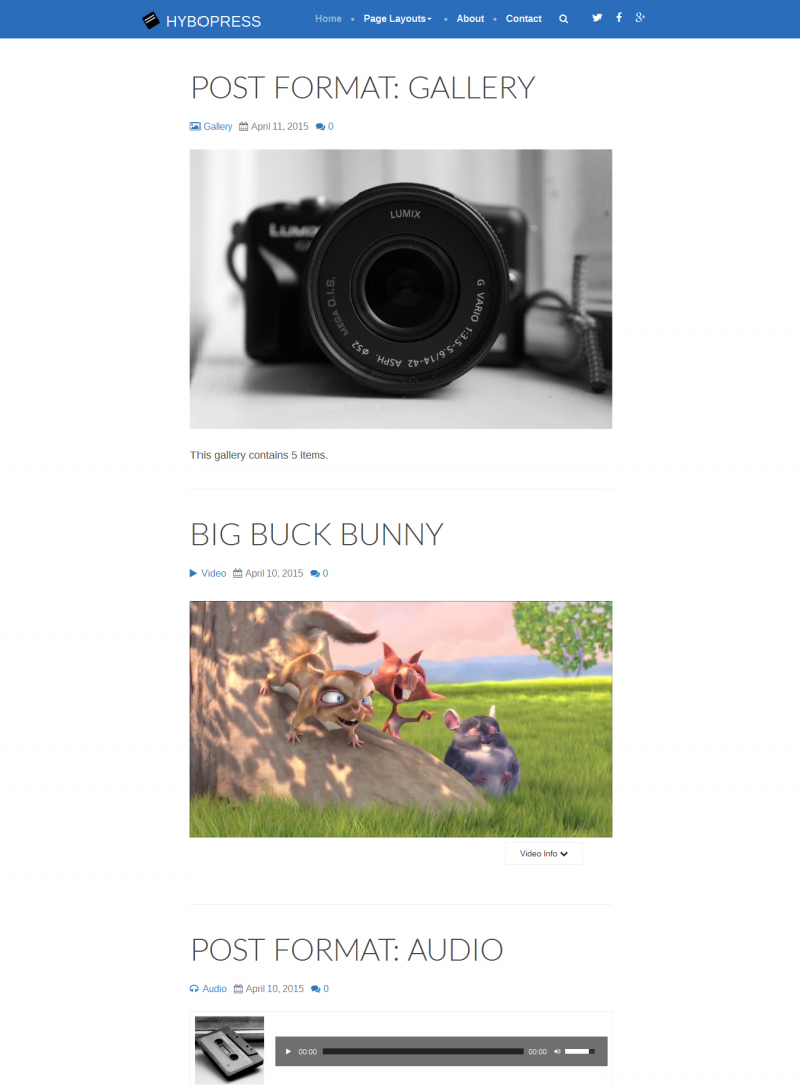 HYBOPRESS
Home • Page Layouts • About • Contact
POST FORMAT: GALLERY
Gallery April 11, 2015 0
LUMIX
LUMIX
G VARIO 1:3.5-5.6/14-42 ASPH. ø52 MEGA O.I.S.
This gallery contains 5 items.
BIG BUCK BUNNY
Video April 10, 2015 0
Video Info
POST FORMAT: AUDIO
Audio April 10, 2015 0
00:00 00:00